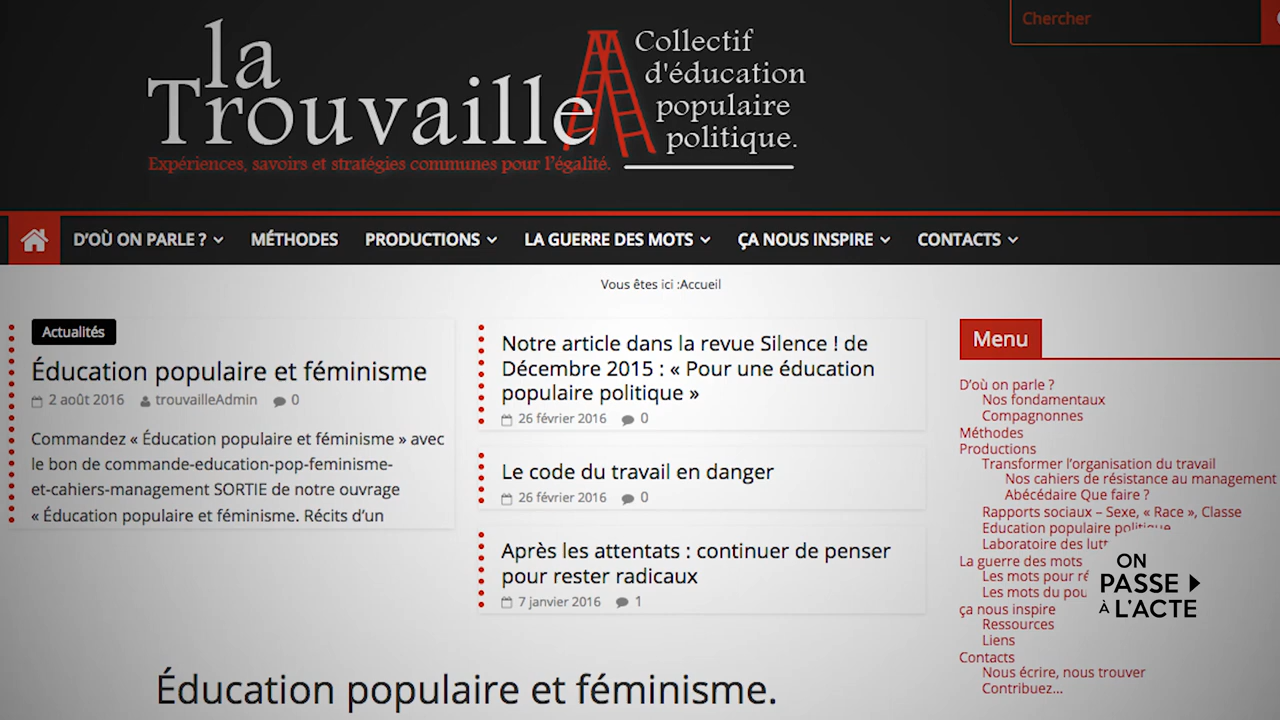 la
Trouvaille
Expériences, savoirs et stratégies communes pour l'égalité.
Collectif
d'éducation
populaire
politique.
Chercher
D'OÙ ON PARLE ? MÉTHODES PRODUCTIONS LA GUERRE DES MOTS ÇA NOUS INSPIRE CONTACTS
Vous êtes ici :Accueil
Actualités
Éducation populaire et féminisme
2 août 2016 trouvailleAdmin 0
Commandez « Éducation populaire et féminisme » avec
le bon de commande-education-pop-feminisme-
et-cahiers-management SORTIE de notre ouvrage
« Éducation populaire et féminisme. Récits d'un
Notre article dans la revue Silence ! de
Décembre 2015 : « Pour une éducation
populaire politique »
26 février 2016 0
Le code du travail en danger
26 février 2016 0
Après les attentats : continuer de penser
pour rester radicaux
7 janvier 2016 1
Menu
D'où on parle ?
Nos fondamentaux
Compagnonnes
Méthodes
Productions
Transformer l'organisation du travail
Nos cahiers de résistance au management
Abécédaire Que faire ?
Rapports sociaux – Sexe, « Race », Classe
Education populaire politique
Laboratoire des
La guerre des mots
Les mots pour
Les mots du
ça nous inspire
Ressources
Liens
Contacts
Nous écrire, nous trouver
Contribuez...
ON
PASSE
À L'ACTE
Éducation populaire et féminisme.